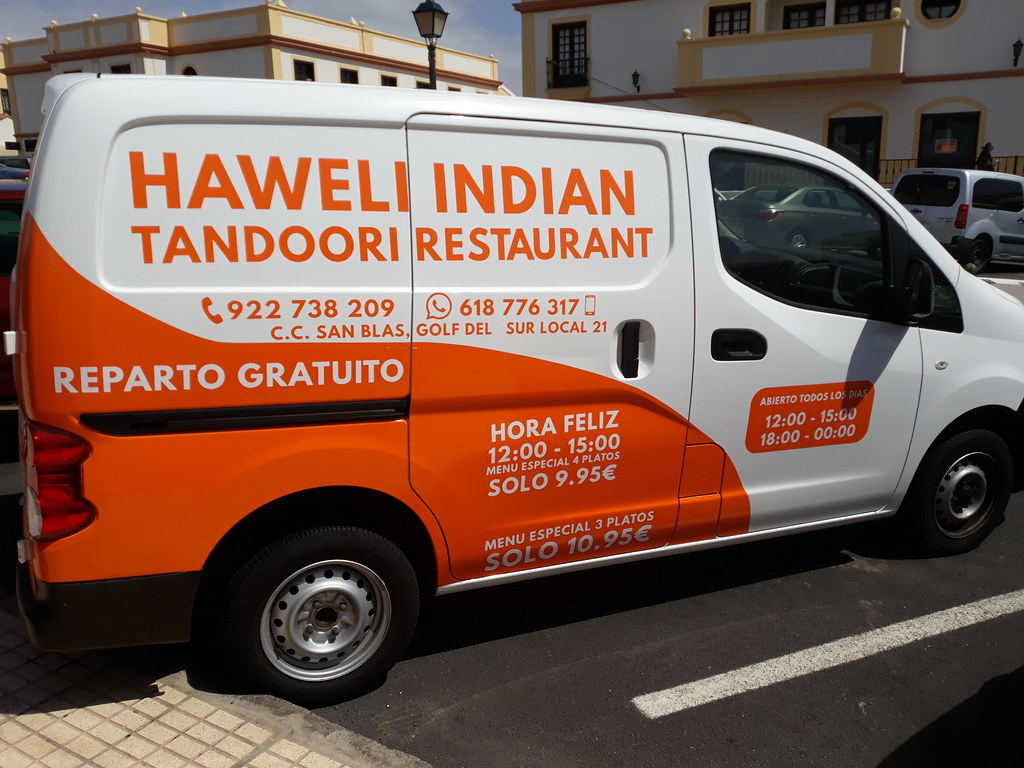 HAWELI INDIAN
TANDOORI RESTAURANT
922 738 209 618 776 317
C.C. SAN BLAS, GOLF DEL SUR LOCAL 21
REPARTO GRATUITO
HORA FELIZ
12:00 - 15:00
MENU ESPECIAL 4 PLATOS
SOLO 9.95€
MENU ESPECIAL 3 PLATOS
SOLO 10.95€
ABIERTO TODOS LOS DIAS
12:00 - 15:00
18:00 - 00:00